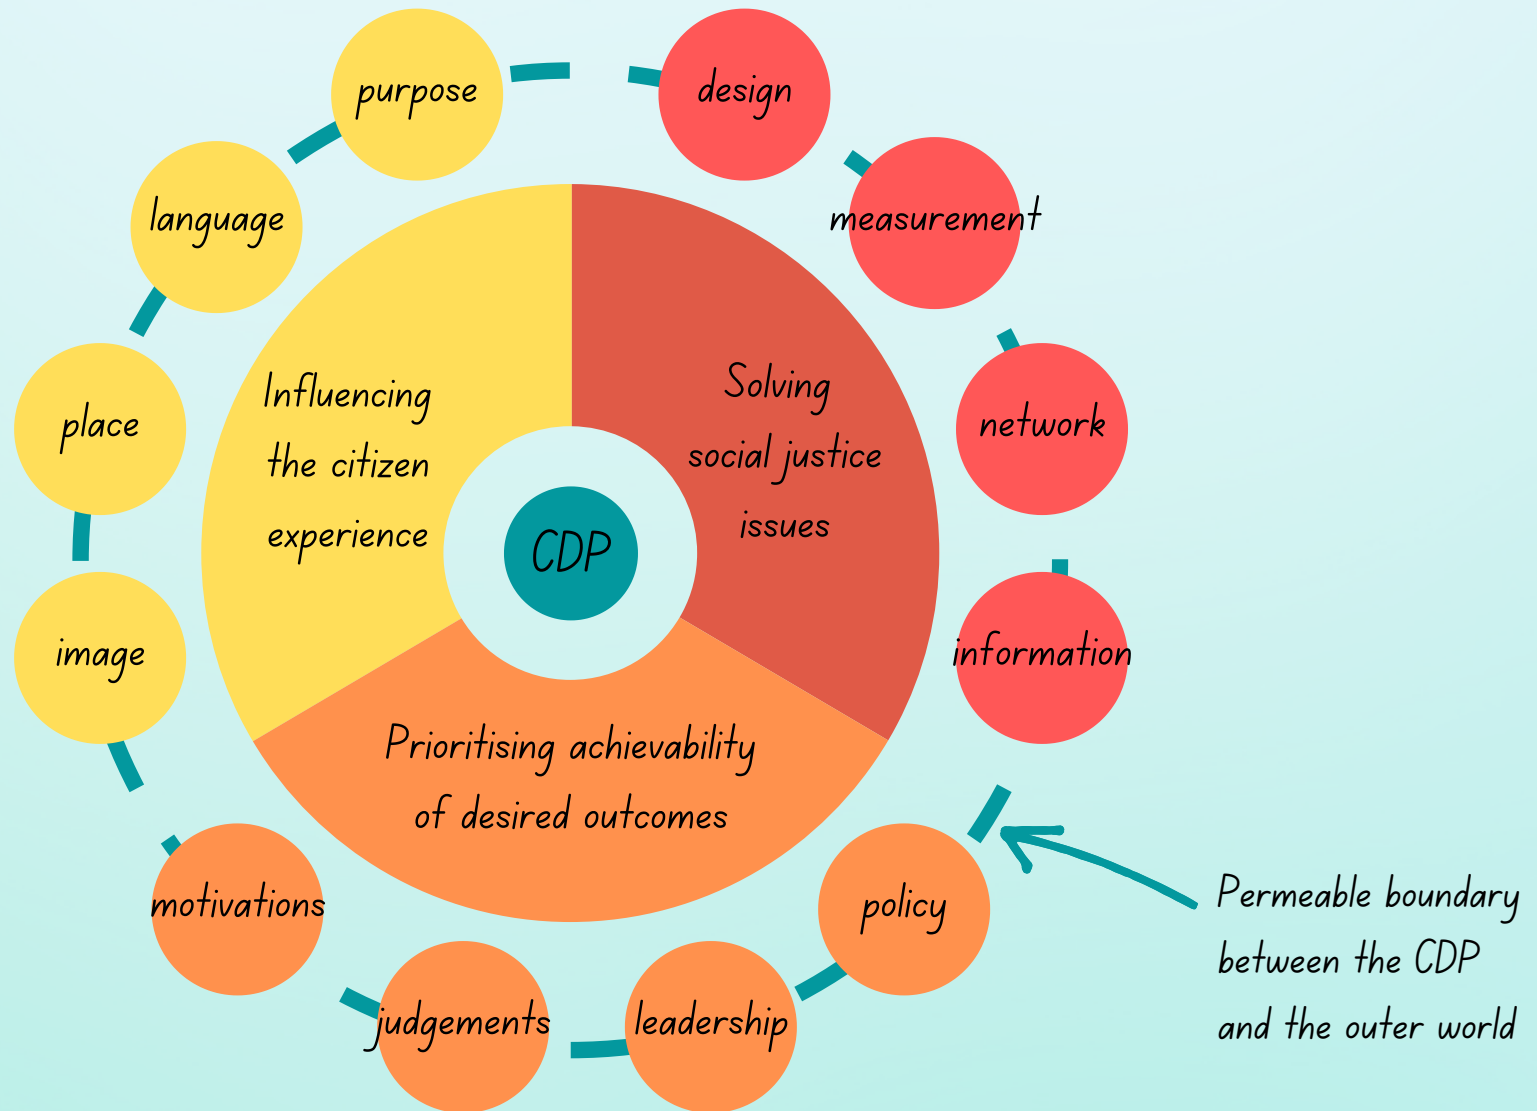 purpose
design
language
measurement
place
network
Influencing
the citizen
experience
Solving
social justice
issues
CDP
image
information
Prioritising achievability
of desired outcomes
motivations
policy
judgements
leadership
Permeable boundary
between the CDP
and the outer world